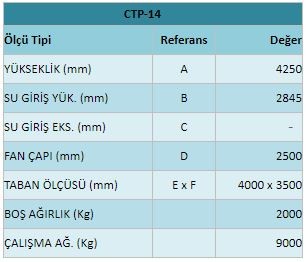 CTP-14
Ölçü Tipi Referans Değer
YÜKSEKLİK (mm) A 4250
SU GİRİŞ YÜK. (mm) B 2845
SU GİRİŞ EKS. (mm) C -
FAN ÇAPI (mm) D 2500
TABAN ÖLÇÜSÜ (mm) E x F 4000 x 3500
BOŞ AĞIRLIK (Kg) 2000
ÇALIŞMA AĞ. (Kg) 9000